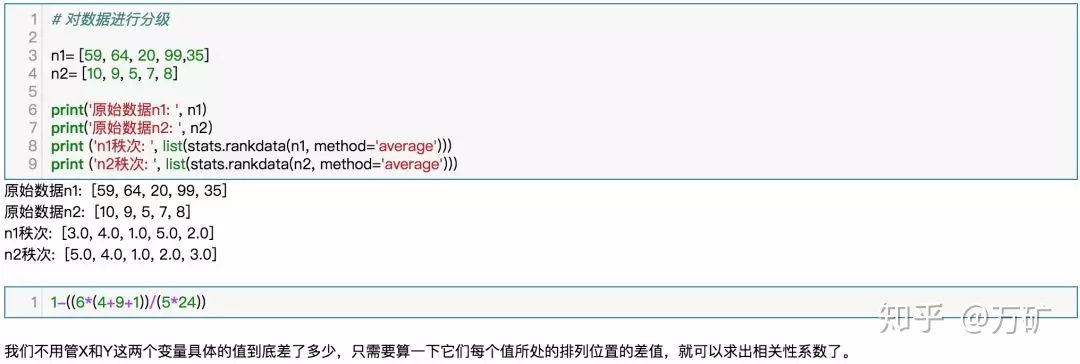 1 # 对数据进行分级
2
3 n1= [59, 64, 20, 99,35]
4 n2= [10, 9, 5, 7, 8]
5
6 print('原始数据n1: ', n1)
7 print('原始数据n2: ', n2)
8 print ('n1秩次: ', list(stats.rankdata(n1, method='average')))
9 print ('n2秩次: ', list(stats.rankdata(n2, method='average')))
原始数据n1: [59, 64, 20, 99, 35]
原始数据n2: [10, 9, 5, 7, 8]
n1秩次: [3.0, 4.0, 1.0, 5.0, 2.0]
n2秩次: [5.0, 4.0, 1.0, 2.0, 3.0]
1 1-((6*(4+9+1))/(5*24))
知乎 @万矿
我们不用管X和Y这两个变量具体的值到底差了多少，只需要算一下它们每个值所处的排列位置的差值，就可以求出相关性系数了。